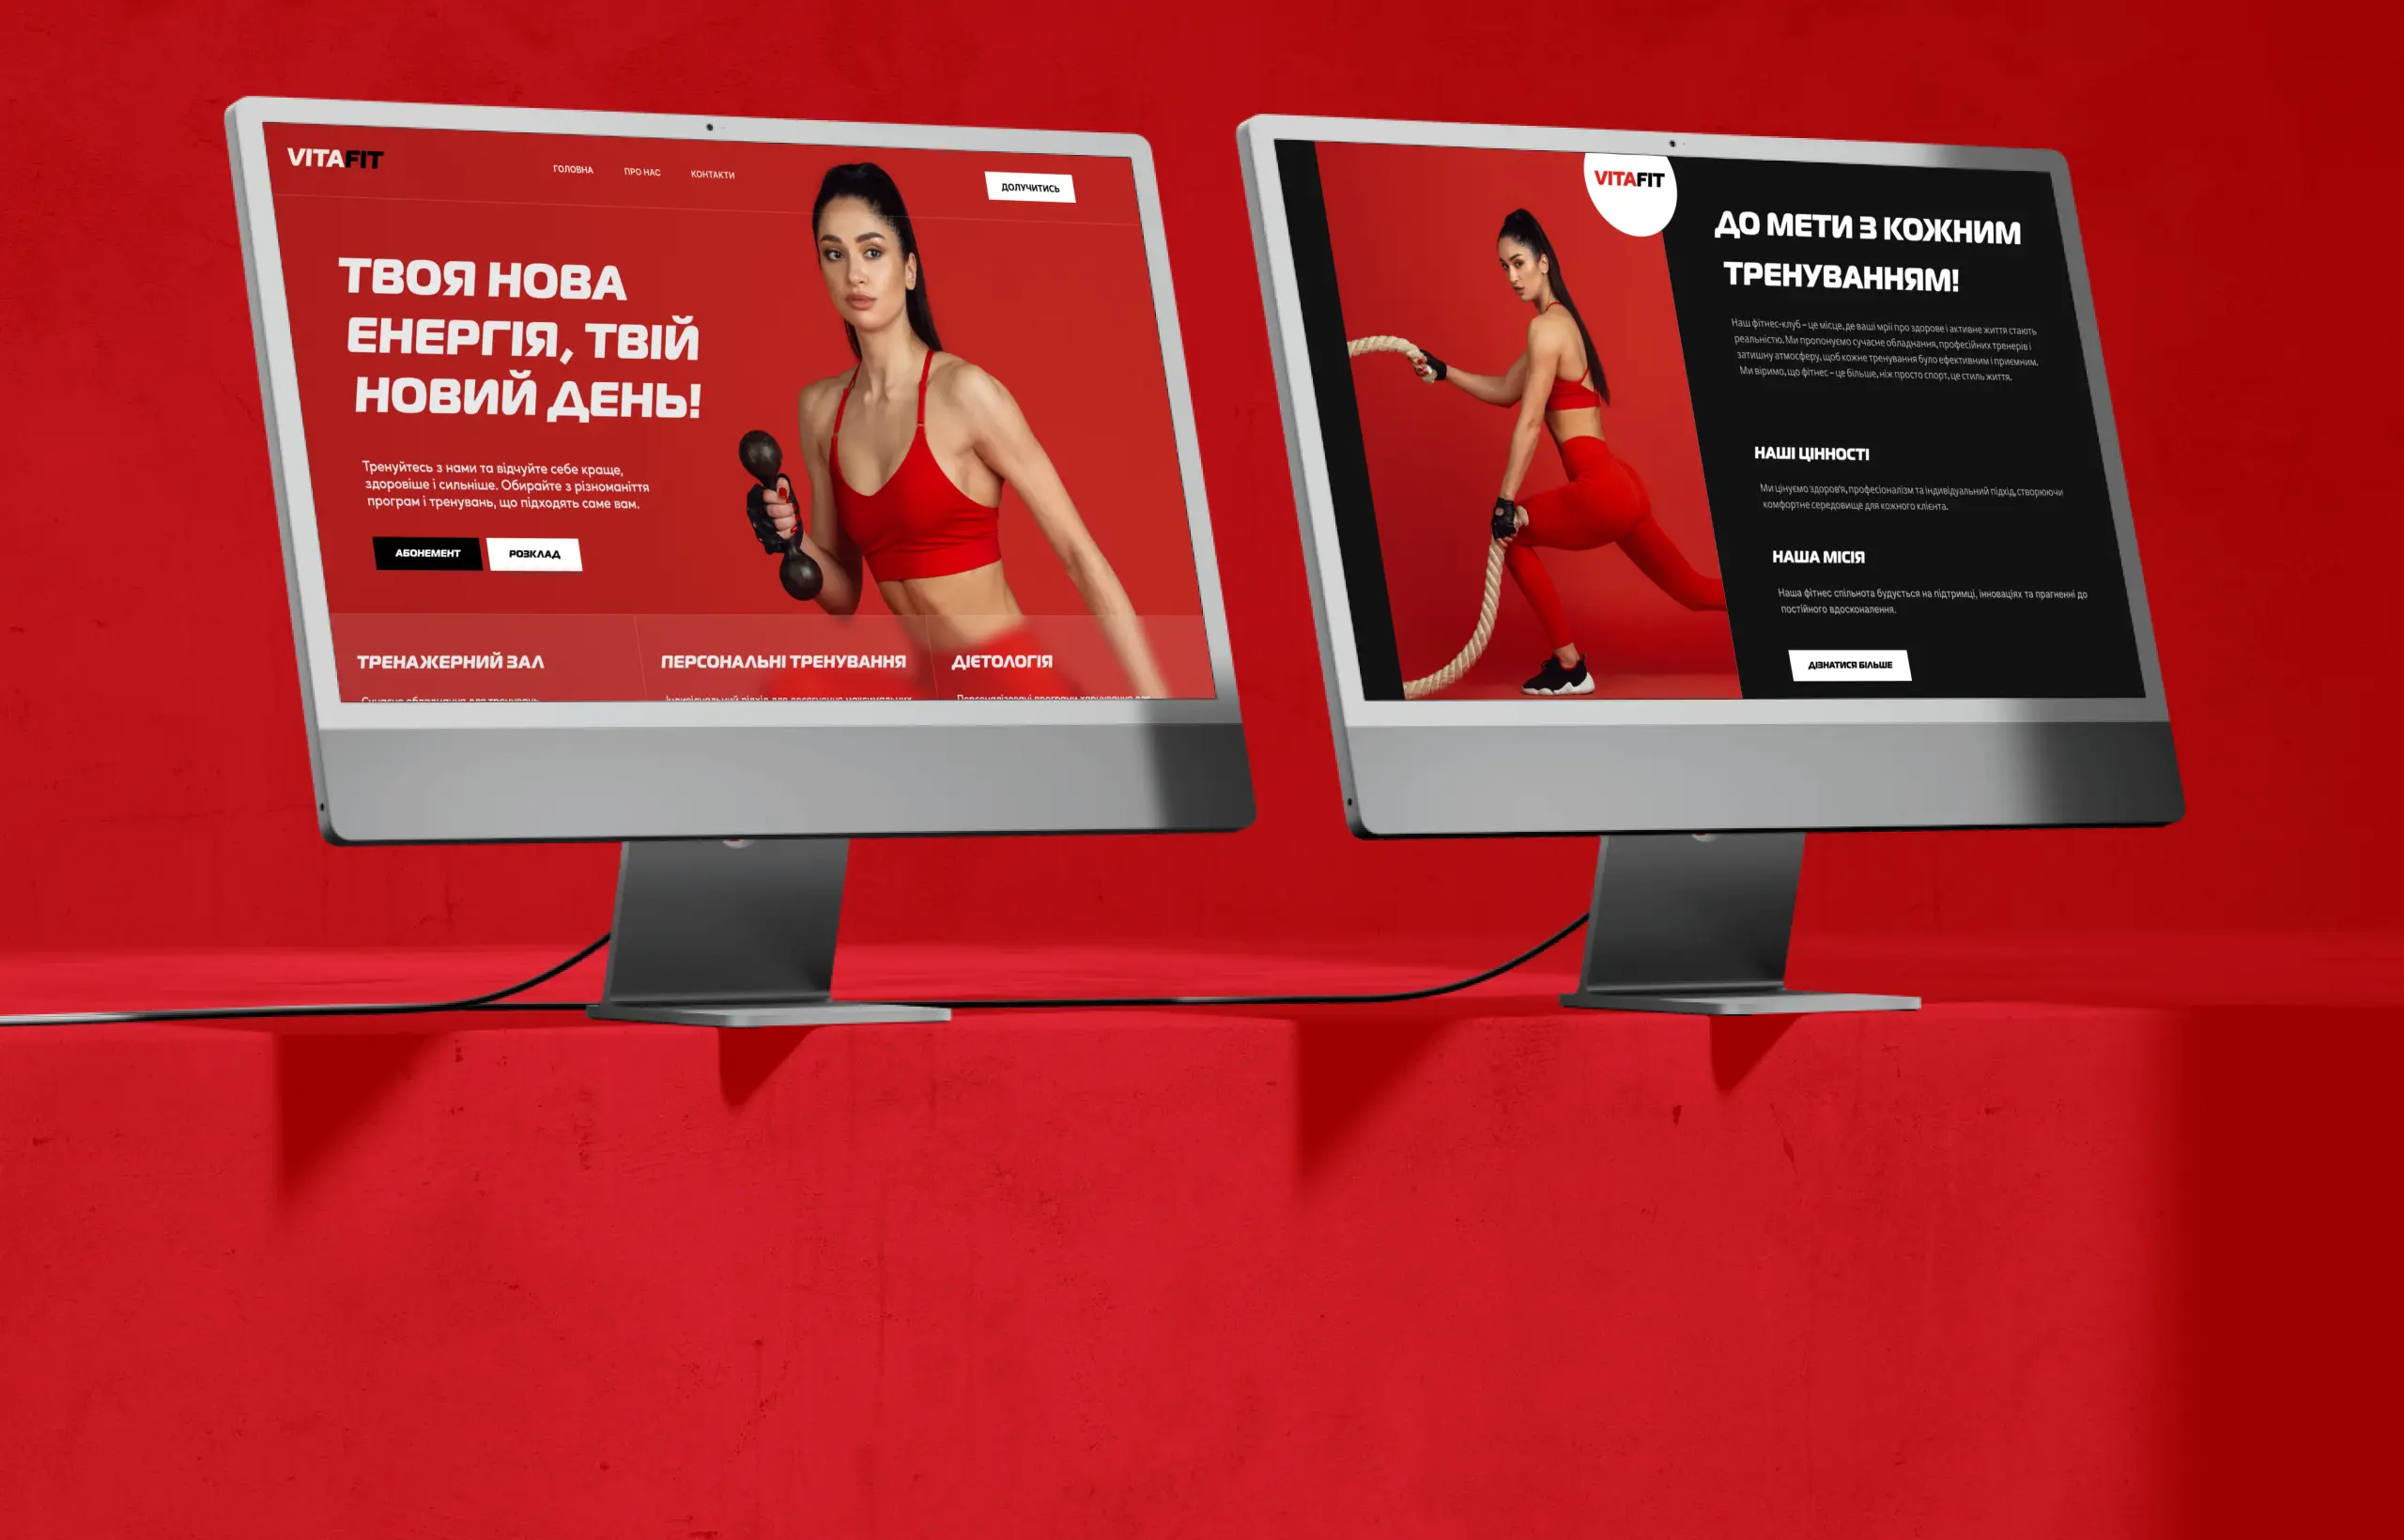 VITAFIT
ГОЛОВНА
ПРО НАС
КОНТАКТИ
ДОЛУЧИТИСЬ
ТВОЯ НОВА
ЕНЕРГІЯ, ТВІЙ
НОВИЙ ДЕНЬ!
Тренуйтесь з нами та відчуйте себе краще,
здоровіше і сильніше. Обирайте з різноманіття
програм і тренувань, що підходять саме вам.
АБОНЕМЕНТ
РОЗКЛАД
ТРЕНАЖЕРНИЙ ЗАЛ
ПЕРСОНАЛЬНІ ТРЕНУВАННЯ
ДІЄТОЛОГІЯ
VITAFIT
ДО МЕТИ З КОЖНИМ
ТРЕНУВАННЯМ!
Наш фітнес-клуб – це місце, де ваші мрії про здорове і активне життя стають
реальністю. Ми пропонуємо сучасне обладнання, професійних тренерів і
затишну атмосферу, щоб кожне тренування було ефективним і приємним.
Ми віримо, що фітнес – це більше, ніж просто спорт, це стиль життя.
НАШІ ЦІННОСТІ
Ми цінуємо здоров'я, професіоналізм та індивідуальний підхід, створюючи
комфортне середовище для кожного клієнта.
НАША МІСІЯ
Наша фітнес спільнота будується на підтримці, інноваціях та прагненні до
постійного вдосконалення.
ДІЗНАТИСЯ БІЛЬШЕ